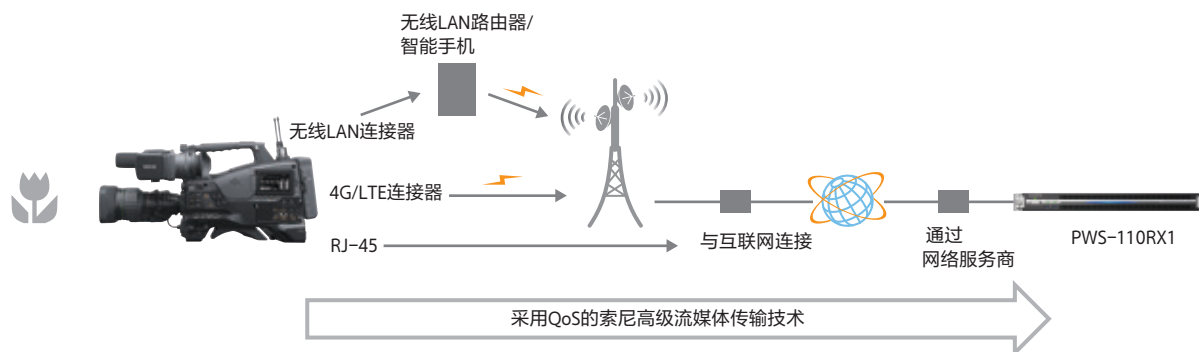 无线LAN路由器/
智能手机
无线LAN连接器
4G/LTE连接器
RJ-45
与互联网连接
通过
网络服务商
PWS-110RX1
采用QoS的索尼高级流媒体传输技术